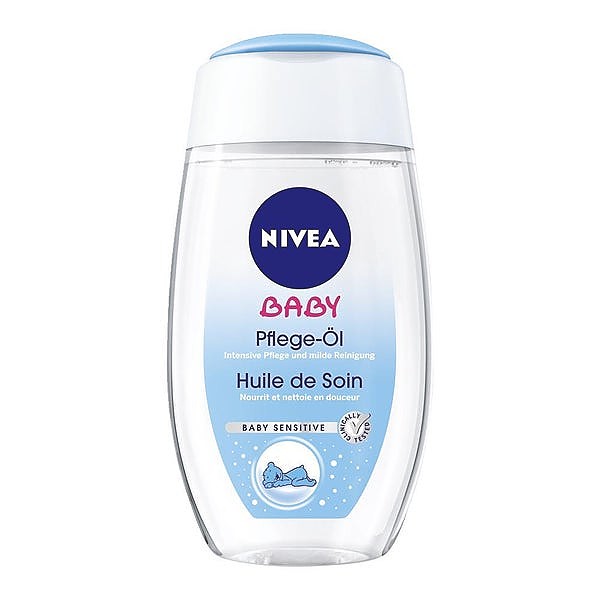 NIVEA
BABY
Pflege-Öl
Intensive Pflege und milde Reinigung
Huile de Soin
Nourrit et nettoie en douceur
BABY SENSITIVE
CLINICALLY TESTED